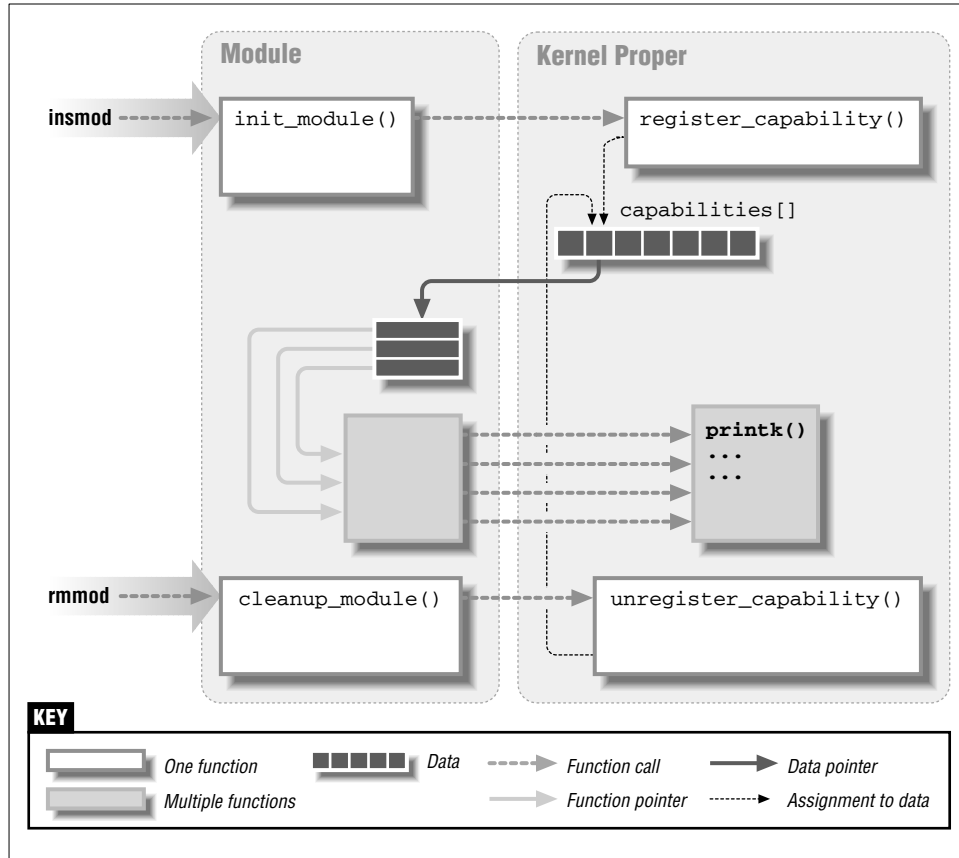 Module
Kernel Proper
insmod
init_module()
register_capability()
capabilities[]
printk()
...
...
rmmod
cleanup_module()
unregister_capability()
KEY
One function
Data
Function call
Data pointer
Multiple functions
Function pointer
Assignment to data